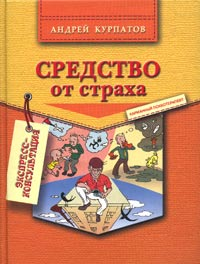 АНДРЕЙ КУРПАТОВ
СРЕДСТВО
от страха
КАРМАННЫЙ ПСИХОТЕРАПЕВТ
ЭКСПРЕСС-
КОНСУЛЬТАЦИЯ